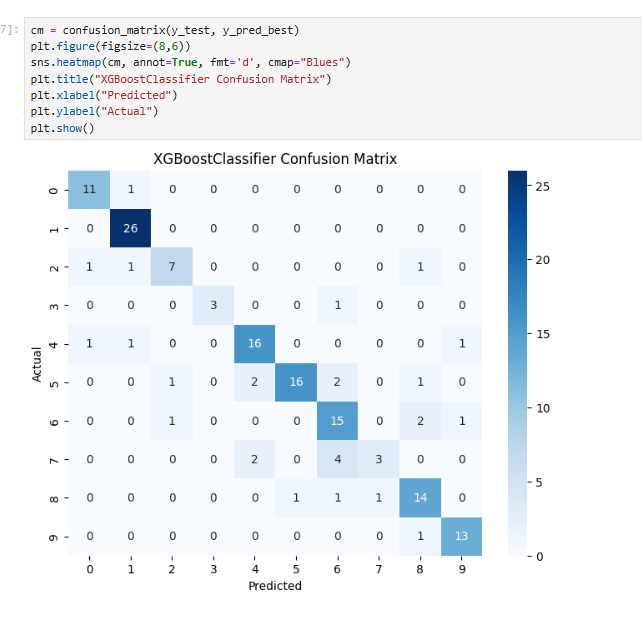 7]:
cm = confusion_matrix(y_test, y_pred_best)
plt.figure(figsize=(8,6))
sns.heatmap(cm, annot=True, fmt='d', cmap="Blues")
plt.title("XGBoostClassifier Confusion Matrix")
plt.xlabel("Predicted")
plt.ylabel("Actual")
plt.show()
XGBoostClassifier Confusion Matrix
0 11 1 0 0 0 0 0 0 0 0
1 0 26 0 0 0 0 0 0 0 0
2 1 1 7 0 0 0 0 0 1 0
3 0 0 0 3 0 0 1 0 0 0
4 1 1 0 0 16 0 0 0 0 1
5 0 0 1 0 2 16 2 0 1 0
6 0 0 1 0 0 0 15 0 2 1
7 0 0 0 0 2 0 4 3 0 0
8 0 0 0 0 0 1 1 1 14 0
9 0 0 0 0 0 0 0 0 1 13
Actual
0 1 2 3 4 5 6 7 8 9
Predicted
25
20
15
10
5
0